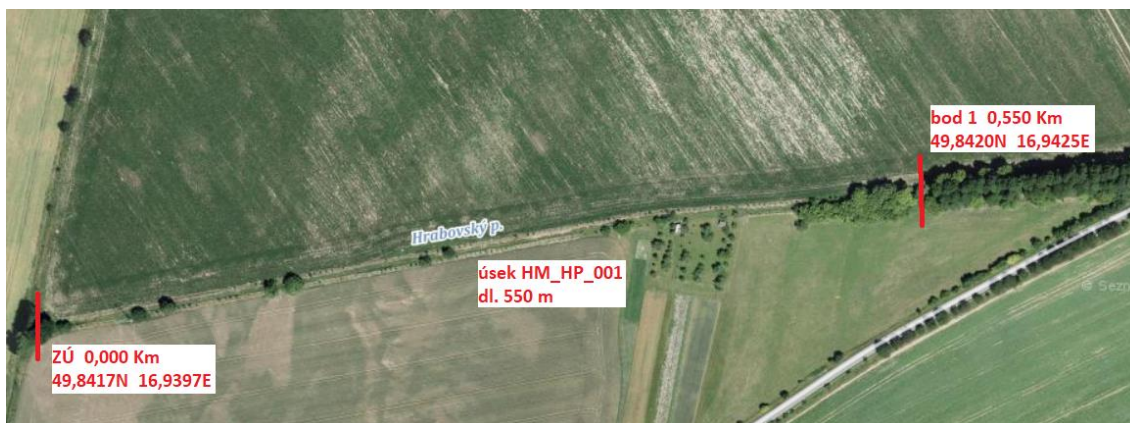 bod 1 0,550 Km
49,8420N 16,9425E
Hrabovský p.
úsek HM_HP_001
dl. 550 m
© Sezn
ZÚ 0,000 Km
49,8417N 16,9397E